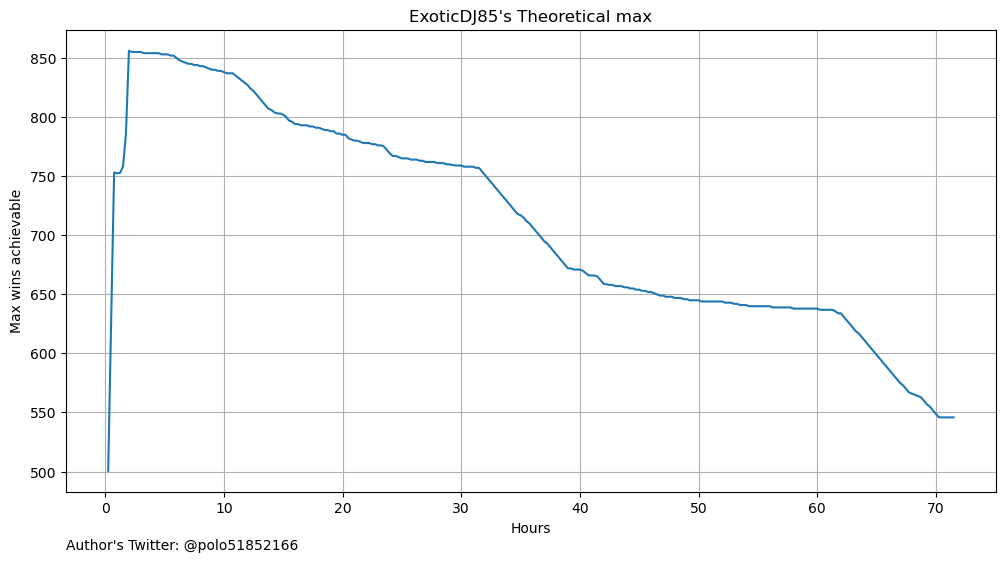 ExoticDJ85's Theoretical max
Max wins achievable
850
800
750
700
650
600
550
500
0 10 20 30 40 50 60 70
Hours
Author's Twitter: @polo51852166